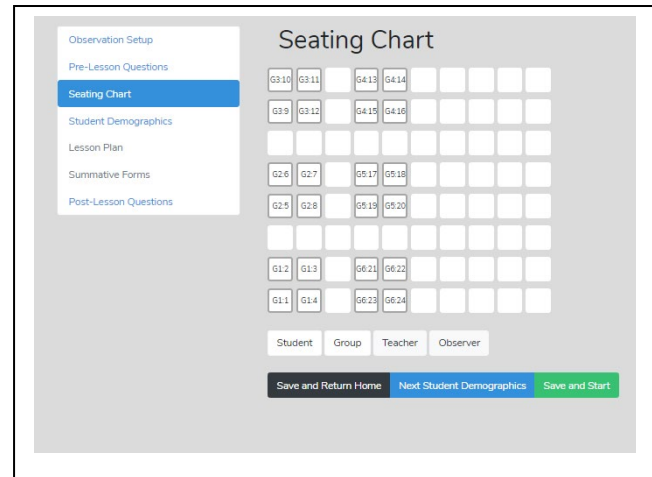 Seating Chart
Observation Setup
Pre-Lesson Questions
Seating Chart
Student Demographics
Lesson Plan
Summative Forms
Post-Lesson Questions
G3:10 G3:11 G4:13 G4:14
G3:9 G3:12 G4:15 G4:16
G2:6 G2:7 G5:17 G5:18
G2:5 G2:8 G5:19 G5:20
G1:2 G1:3 G6:21 G6:22
G1:1 G1:4 G6:23 G6:24
Student Group Teacher Observer
Save and Return Home Next Student Demographics Save and Start